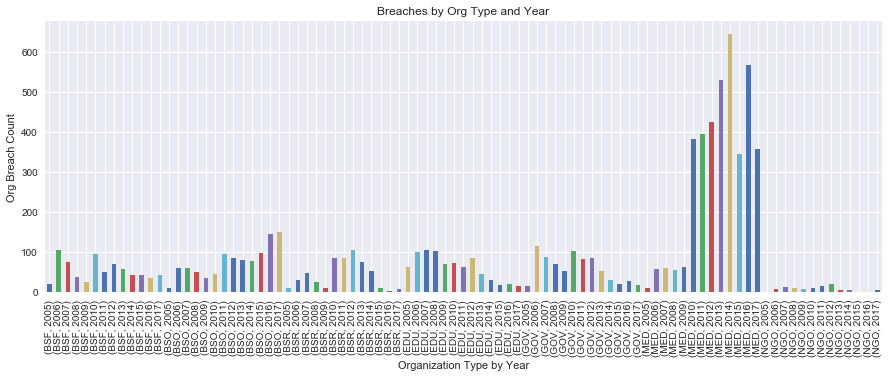 Breaches by Org Type and Year
Org Breach Count
600
500
400
300
200
100
0
(BSF, 2005)
(BSF, 2006)
(BSF, 2007)
(BSF, 2008)
(BSF, 2009)
(BSF, 2010)
(BSF, 2011)
(BSF, 2012)
(BSF, 2013)
(BSF, 2014)
(BSF, 2015)
(BSF, 2016)
(BSF, 2017)
(BSO, 2005)
(BSO, 2006)
(BSO, 2007)
(BSO, 2008)
(BSO, 2009)
(BSO, 2010)
(BSO, 2011)
(BSO, 2012)
(BSO, 2013)
(BSO, 2014)
(BSO, 2015)
(BSO, 2016)
(BSO, 2017)
(BSR, 2005)
(BSR, 2006)
(BSR, 2007)
(BSR, 2008)
(BSR, 2009)
(BSR, 2010)
(BSR, 2011)
(BSR, 2012)
(BSR, 2013)
(BSR, 2014)
(BSR, 2015)
(BSR, 2016)
(BSR, 2017)
(EDU, 2005)
(EDU, 2006)
(EDU, 2007)
(EDU, 2008)
(EDU, 2009)
(EDU, 2010)
(EDU, 2011)
(EDU, 2012)
(EDU, 2013)
(EDU, 2014)
(EDU, 2015)
(EDU, 2016)
(EDU, 2017)
(GOV, 2005)
(GOV, 2006)
(GOV, 2007)
(GOV, 2008)
(GOV, 2009)
(GOV, 2010)
(GOV, 2011)
(GOV, 2012)
(GOV, 2013)
(GOV, 2014)
(GOV, 2015)
(GOV, 2016)
(GOV, 2017)
(MED, 2005)
(MED, 2006)
(MED, 2007)
(MED, 2008)
(MED, 2009)
(MED, 2010)
(MED, 2011)
(MED, 2012)
(MED, 2013)
(MED, 2014)
(MED, 2015)
(MED, 2016)
(MED, 2017)
(NGO, 2005)
(NGO, 2006)
(NGO, 2007)
(NGO, 2008)
(NGO, 2009)
(NGO, 2010)
(NGO, 2011)
(NGO, 2012)
(NGO, 2013)
(NGO, 2014)
(NGO, 2015)
(NGO, 2016)
(NGO, 2017)
Organization Type by Year